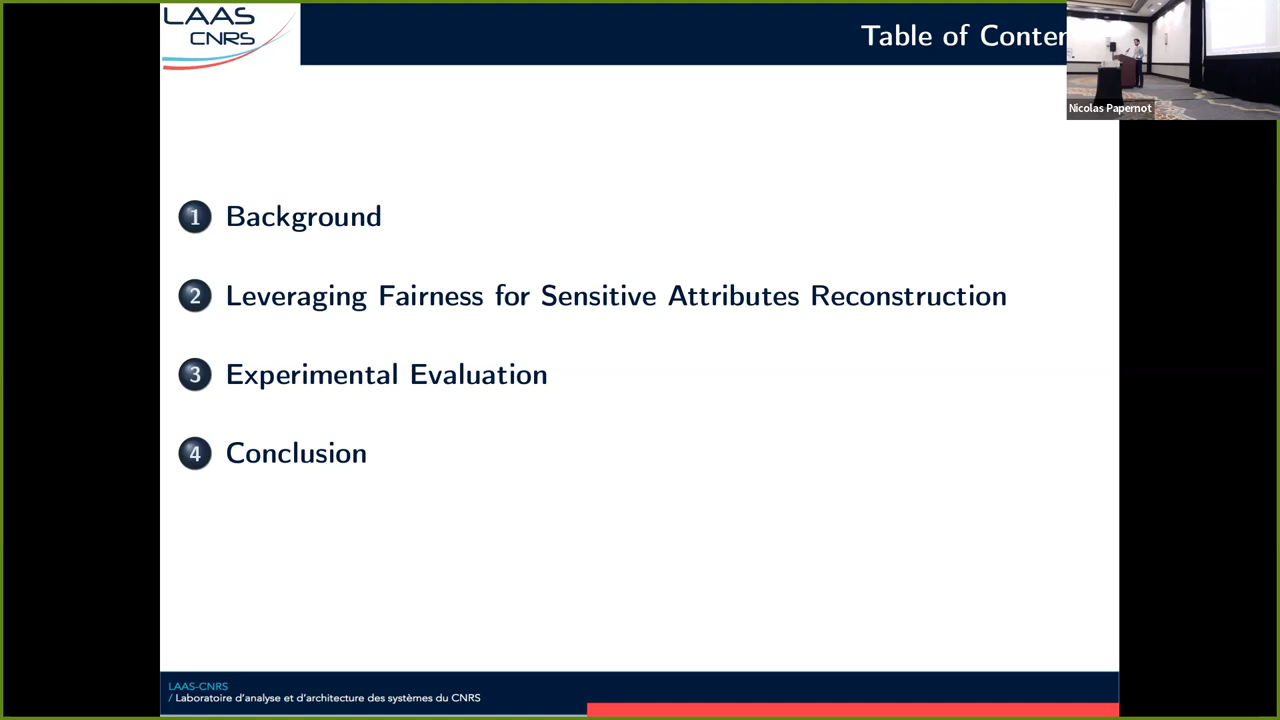 LAAS
CNRS
Table of Conten
Nicolas Papernot
1 Background
2 Leveraging Fairness for Sensitive Attributes Reconstruction
3 Experimental Evaluation
4 Conclusion
LAAS-CNRS
/ Laboratoire d'analyse et d'architecture des systèmes du CNRS